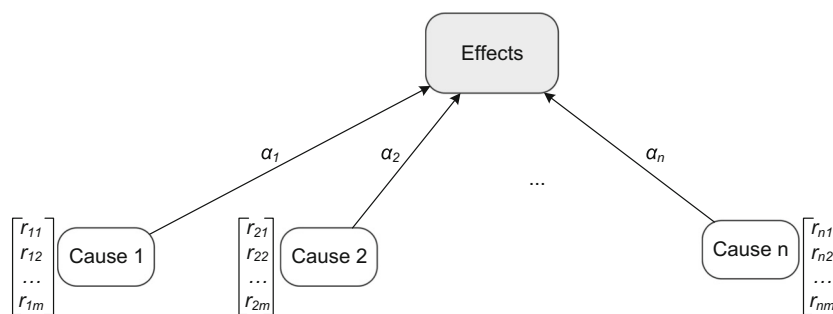 Effects
α1
α2
αn
...
r11
r12
...
r1m
Cause 1
r21
r22
...
r2m
Cause 2
Cause n
rn1
rn2
...
rnm